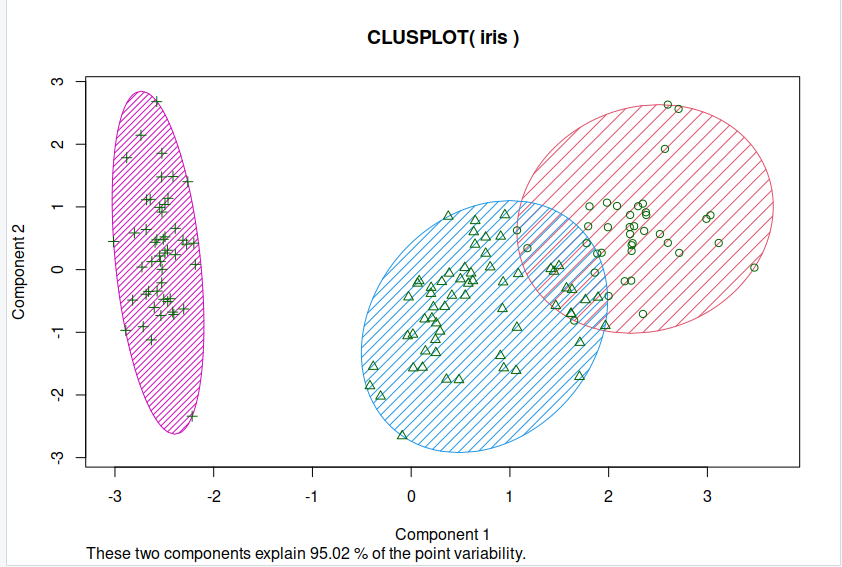 CLUSPLOT( iris )
3
2
1
0
-1
-2
-3
Component 2
-3 -2 -1 0 1 2 3
Component 1
These two components explain 95.02 % of the point variability.